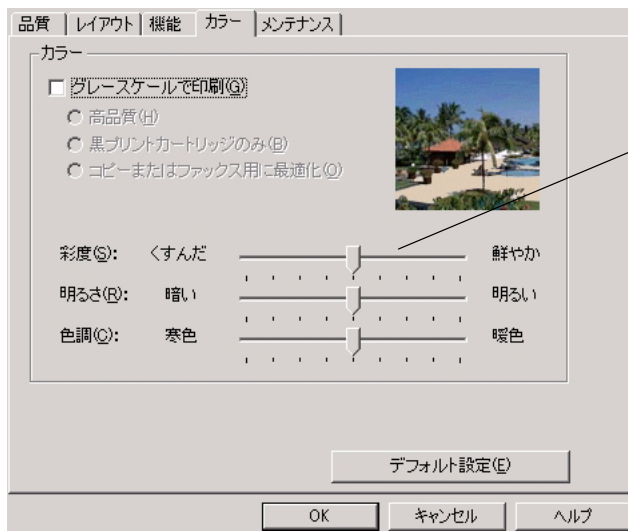 品質 レイアウト 機能 カラー メンテナンス
カラー
グレースケールで印刷(G)
高品質(H)
黒プリントカートリッジのみ(B)
コピーまたはファックス用に最適化(O)
彩度(S): くすんだ 鮮やか
明るさ(R): 暗い 明るい
色調(C): 寒色 暖色
デフォルト設定(E)
OK キャンセル ヘルプ